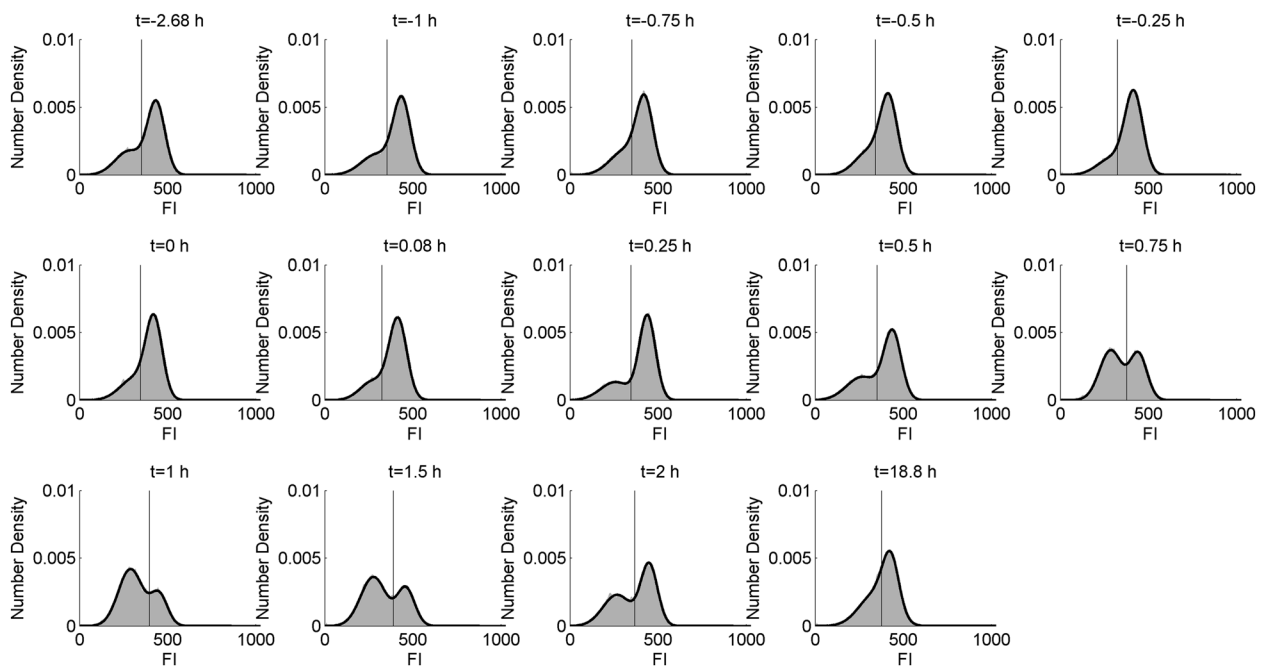 t=-2.68 h
t=-1 h
t=-0.75 h
t=-0.5 h
t=-0.25 h
0.01
0.01
0.01
0.01
0.01
Number Density
Number Density
Number Density
Number Density
Number Density
0.005
0.005
0.005
0.005
0.005
0
0
0
0
0
0 500 1000
0 500 1000
0 500 1000
0 500 1000
0 500 1000
FI
FI
FI
FI
FI
t=0 h
t=0.08 h
t=0.25 h
t=0.5 h
t=0.75 h
0.01
0.01
0.01
0.01
0.01
Number Density
Number Density
Number Density
Number Density
Number Density
0.005
0.005
0.005
0.005
0.005
0
0
0
0
0
0 500 1000
0 500 1000
0 500 1000
0 500 1000
0 500 1000
FI
FI
FI
FI
FI
t=1 h
t=1.5 h
t=2 h
t=18.8 h
0.01
0.01
0.01
0.01
Number Density
Number Density
Number Density
Number Density
0.005
0.005
0.005
0.005
0
0
0
0
0 500 1000
0 500 1000
0 500 1000
0 500 1000
FI
FI
FI
FI